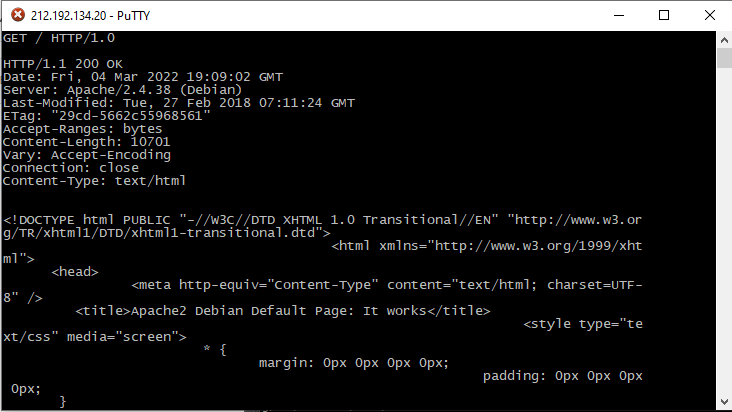 212.192.134.20 - PuTTY
GET / HTTP/1.0
HTTP/1.1 200 OK
Date: Fri, 04 Mar 2022 19:09:02 GMT
Server: Apache/2.4.38 (Debian)
Last-Modified: Tue, 27 Feb 2018 07:11:24 GMT
ETag: "29cd-5662c55968561"
Accept-Ranges: bytes
Content-Length: 10701
Vary: Accept-Encoding
Connection: close
Content-Type: text/html
<!DOCTYPE html PUBLIC "-//W3C//DTD XHTML 1.0 Transitional//EN" "http://www.w3.or
g/TR/xhtml1/DTD/xhtml1-transitional.dtd">
<html xmlns="http://www.w3.org/1999/xht
ml">
<head>
<meta http-equiv="Content-Type" content="text/html; charset=UTF-
8" />
<title>Apache2 Debian Default Page: It works</title>
<style type="te
xt/css" media="screen">
* {
margin: 0px 0px 0px 0px;
padding: 0px 0px 0px
0px;
}